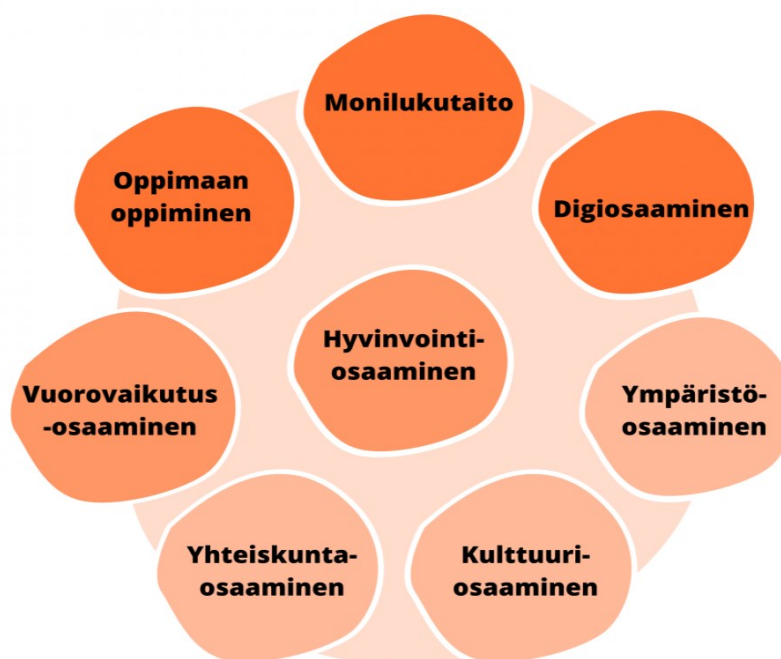 Monilukutaito
Oppimaan
oppiminen
Digiosaaminen
Hyvinvointi-
osaaminen
Vuorovaikutus
-osaaminen
Ympäristö-
osaaminen
Yhteiskunta-
osaaminen
Kulttuuri-
osaaminen